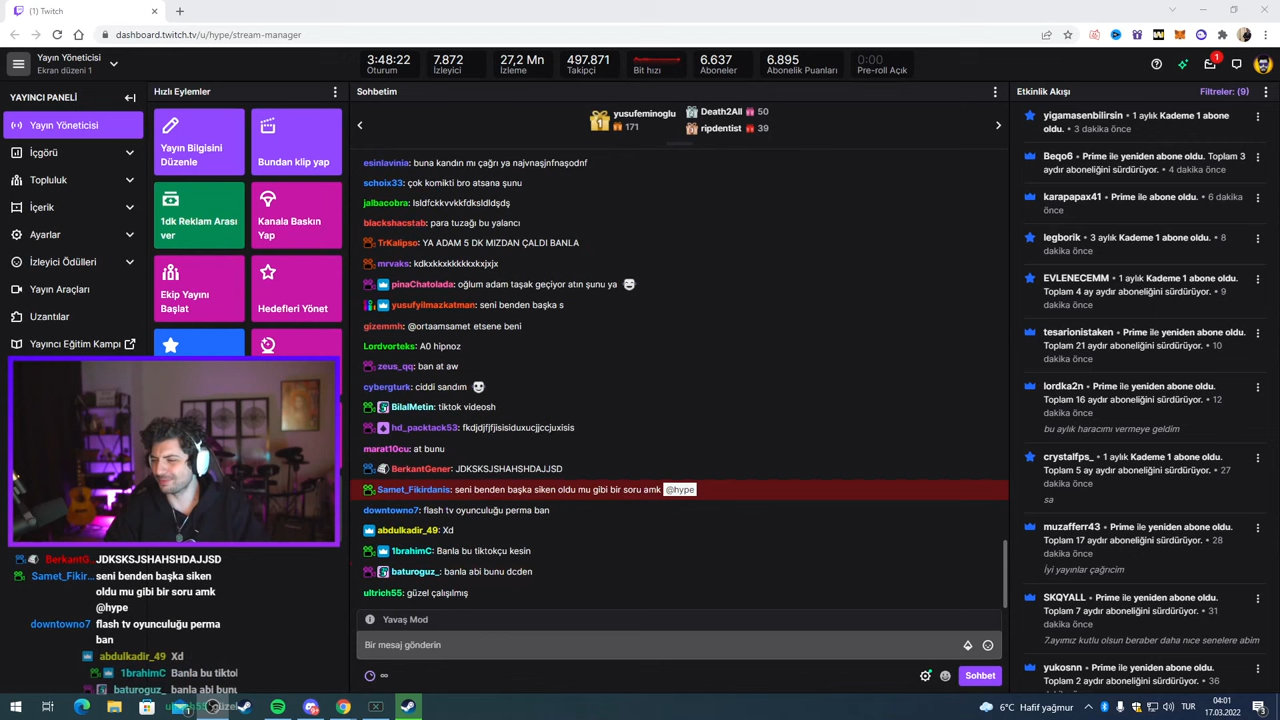 (1) Twitch
dashboard.twitch.tv/u/hype/stream-manager
Yayın Yöneticisi
Ekran düzeni 1
3:48:22
Oturum
7.872
İzleyici
27,2 Mn
İzleme
497.871
Takipçi
Bit hızı
6.637
Aboneler
6.895
Abonelik Puanları
0:00
Pre-roll Açık
1
YAYINCI PANELİ
Yayın Yöneticisi
İçgörü
Topluluk
İçerik
Ayarlar
İzleyici Ödülleri
Yayın Araçları
Uzantılar
Yayıncı Eğitim Kampı
Hızlı Eylemler
Yayın Bilgisini
Düzenle
Bundan klip yap
1dk Reklam Arası
ver
Kanala Baskın
Yap
Ekip Yayını
Başlat
Hedefleri Yönet
BerkantG... JDKSKSJSHAHSHDAJJSD
Samet_Fikir... seni benden başka siken
oldu mu gibi bir soru amk
@hype
downtowno7 flash tv oyunculuğu perma
ban
abdulkadir_49 Xd
1brahimC Banla bu tiktol
baturoguz_ banla abi bunu
Sohbetim
1 yusufeminoglu
171
Death2All 50
ripdentist 39
esinlavinia: buna kandın mı çağrı ya najvnaşjnfnaşodnf
schoix33: çok komikti bro atsana şunu
jalbacobra: lsldfckkvvkkfdksldldşdş
blackshacstab: para tuzağı bu yalancı
TrKalipso: YA ADAM 5 DK MIZDAN ÇALDI BANLA
mrvaks: kdkxkkxkkkkkxkxjxjx
pinaChatolada: oğlum adam taşak geçiyor atın şunu ya
yusufyilmazkatman: seni benden başka s
gizemmh: @ortaamsamet etsene beni
Lordvorteks: A0 hipnoz
zeus_qq: ban at aw
cybergturk: ciddi sandım
BilalMetin: tiktok videosh
hd_packtack53: fkdjdjfjfjisisiduxucjjccjuxisis
marat10cu: at bunu
BerkantGener: JDKSKSJSHAHSHDAJJSD
Samet_Fikirdanis: seni benden başka siken oldu mu gibi bir soru amk @hype
downtowno7: flash tv oyunculuğu perma ban
abdulkadir_49: Xd
1brahimC: Banla bu tiktokçu kesin
baturoguz_: banla abi bunu dcden
ultrich55: güzel çalışılmış
Yavaş Mod
Bir mesaj gönderin
∞
Sohbet
Etkinlik Akışı
Filtreler: (9)
yigamasenbilirsin • 1 aylık Kademe 1 abone
oldu. • 3 dakika önce
Beqo6 • Prime ile yeniden abone oldu. Toplam 3
aydır aboneliğini sürdürüyor. • 4 dakika önce
karapapax41 • Prime ile abone oldu. • 6 dakika
önce
legborik • 3 aylık Kademe 1 abone oldu. • 8
dakika önce
EVLENECEMM • 1 aylık Kademe 1 abone oldu.
Toplam 4 ay aydır aboneliğini sürdürüyor. • 9
dakika önce
tesarionistaken • Prime ile yeniden abone oldu.
Toplam 21 aydır aboneliğini sürdürüyor. • 10
dakika önce
lordka2n • Prime ile yeniden abone oldu.
Toplam 16 aydır aboneliğini sürdürüyor. • 12
dakika önce
bu aylık haracımı vermeye geldim
crystalfps_ • 1 aylık Kademe 1 abone oldu.
Toplam 5 ay aydır aboneliğini sürdürüyor. • 27
dakika önce
sa
muzafferr43 • Prime ile yeniden abone oldu.
Toplam 17 aydır aboneliğini sürdürüyor. • 28
dakika önce
İyi yayınlar çağrıcim
SKQYALL • Prime ile yeniden abone oldu.
Toplam 7 aydır aboneliğini sürdürüyor. • 31
dakika önce
7.ayımız kutlu olsun beraber daha nıce senelere abim
yukosnn • Prime ile yeniden abone oldu.
Toplam 2 aydır aboneliğini sürdürüyor. • 36
dakika önce
6°C Hafif yağmur
TUR
04:01
17.03.2022
3